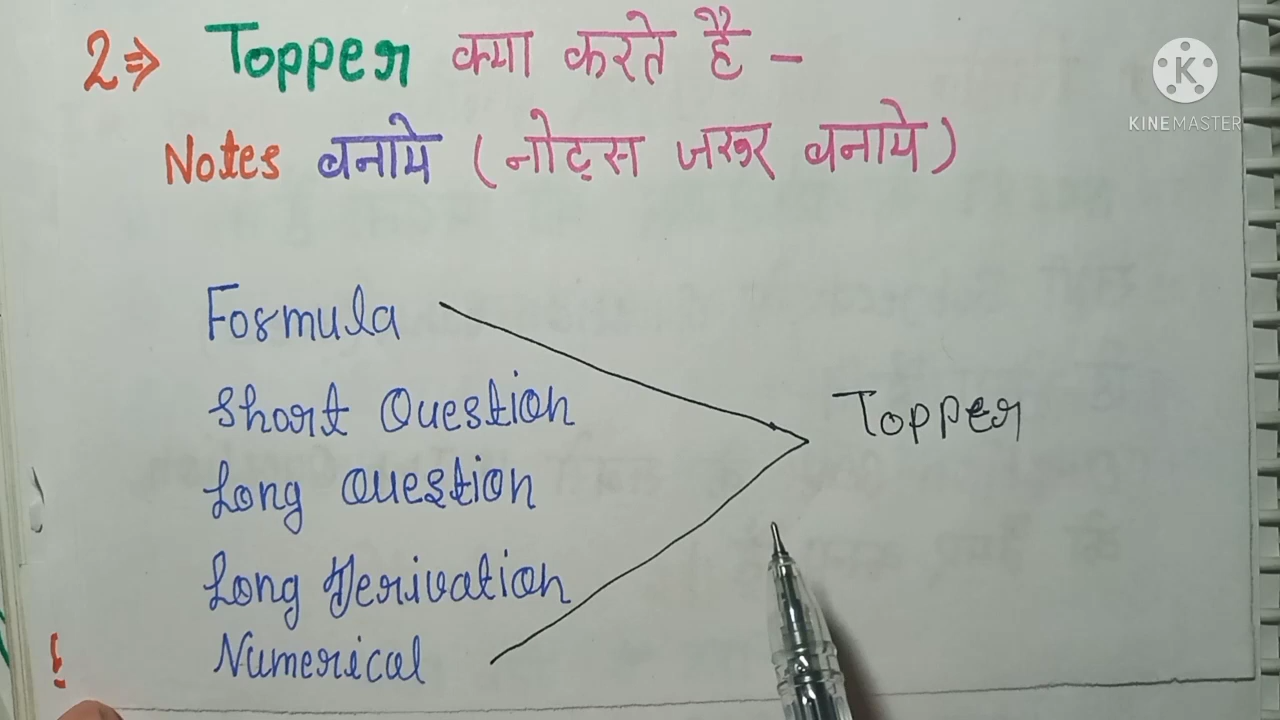 2⇒ Topper क्या करते है -
K
KINEMASTER
Notes बनाये (नोट्स जरूर बनाये)
Formula
Short Question
Topper
Long Question
Long Derivation
Numerical